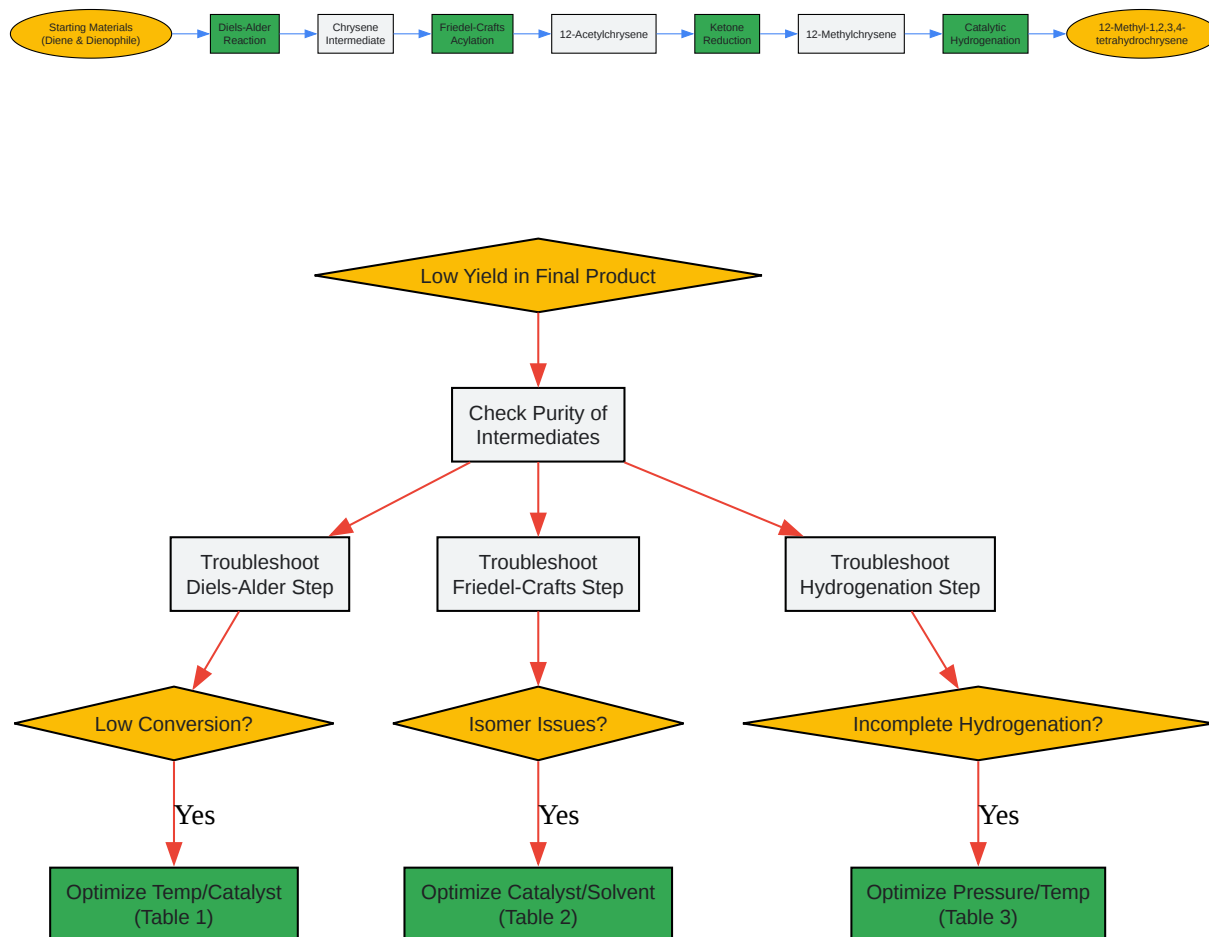 Starting Materials
(Diene & Dienophile)
Diels-Alder
Reaction
Chrysene
Intermediate
Friedel-Crafts
Acylation
12-Acetylchrysene
Ketone
Reduction
12-Methylchrysene
Catalytic
Hydrogenation
12-Methyl-1,2,3,4-
tetrahydrochrysene
Low Yield in Final Product
Check Purity of
Intermediates
Troubleshoot
Diels-Alder Step
Troubleshoot
Friedel-Crafts Step
Troubleshoot
Hydrogenation Step
Low Conversion?
Isomer Issues?
Incomplete Hydrogenation?
Yes
Yes
Yes
Optimize Temp/Catalyst
(Table 1)
Optimize Catalyst/Solvent
(Table 2)
Optimize Pressure/Temp
(Table 3)